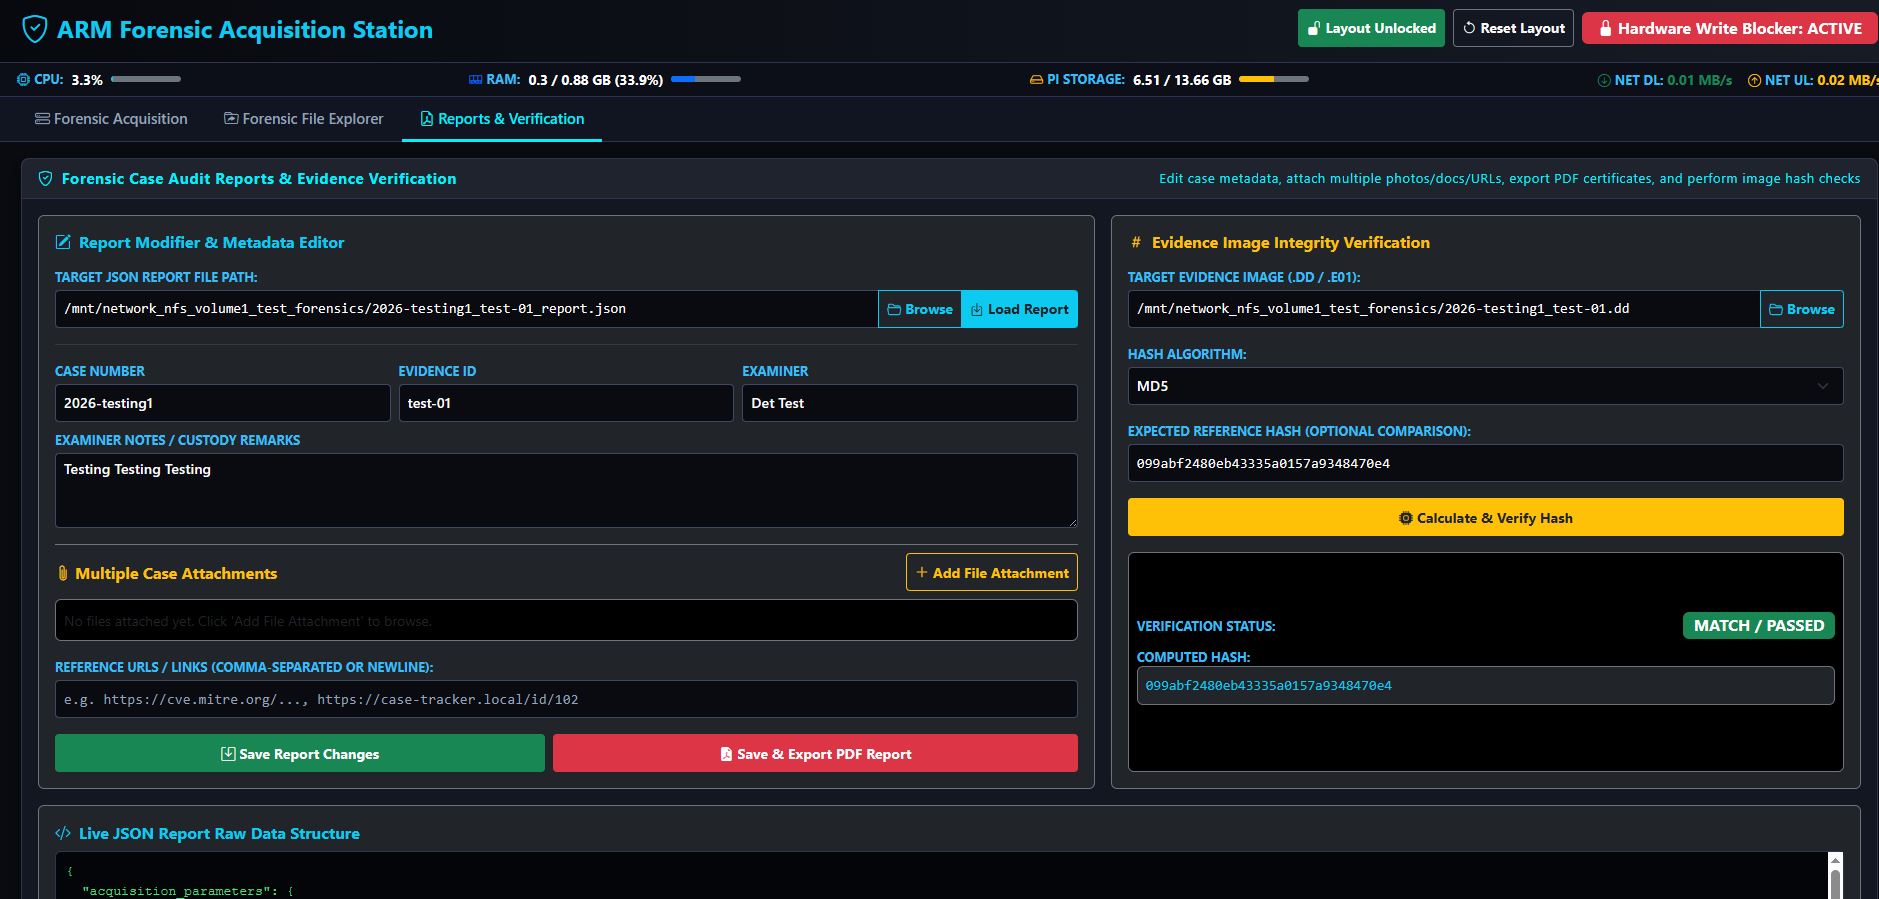 ARM Forensic Acquisition Station
Layout Unlocked
Reset Layout
Hardware Write Blocker: ACTIVE
CPU: 3.3%
RAM: 0.3 / 0.88 GB (33.9%)
PI STORAGE: 6.51 / 13.66 GB
NET DL: 0.01 MB/s
NET UL: 0.02 MB/s
Forensic Acquisition
Forensic File Explorer
Reports & Verification
Forensic Case Audit Reports & Evidence Verification
Edit case metadata, attach multiple photos/docs/URLs, export PDF certificates, and perform image hash checks
Report Modifier & Metadata Editor
TARGET JSON REPORT FILE PATH:
/mnt/network_nfs_volume1_test_forensics/2026-testing1_test-01_report.json
Browse
Load Report
CASE NUMBER
EVIDENCE ID
EXAMINER
2026-testing1
test-01
Det Test
EXAMINER NOTES / CUSTODY REMARKS
Testing Testing Testing
Multiple Case Attachments
+ Add File Attachment
No files attached yet. Click 'Add File Attachment' to browse.
REFERENCE URLS / LINKS (COMMA-SEPARATED OR NEWLINE):
e.g. https://cve.mitre.org/..., https://case-tracker.local/id/102
Save Report Changes
Save & Export PDF Report
# Evidence Image Integrity Verification
TARGET EVIDENCE IMAGE (.DD / .E01):
/mnt/network_nfs_volume1_test_forensics/2026-testing1_test-01.dd
Browse
HASH ALGORITHM:
MD5
EXPECTED REFERENCE HASH (OPTIONAL COMPARISON):
099abf2480eb43335a0157a9348470e4
Calculate & Verify Hash
VERIFICATION STATUS:
MATCH / PASSED
COMPUTED HASH:
099abf2480eb43335a0157a9348470e4
</> Live JSON Report Raw Data Structure
{
"acquisition_parameters": {